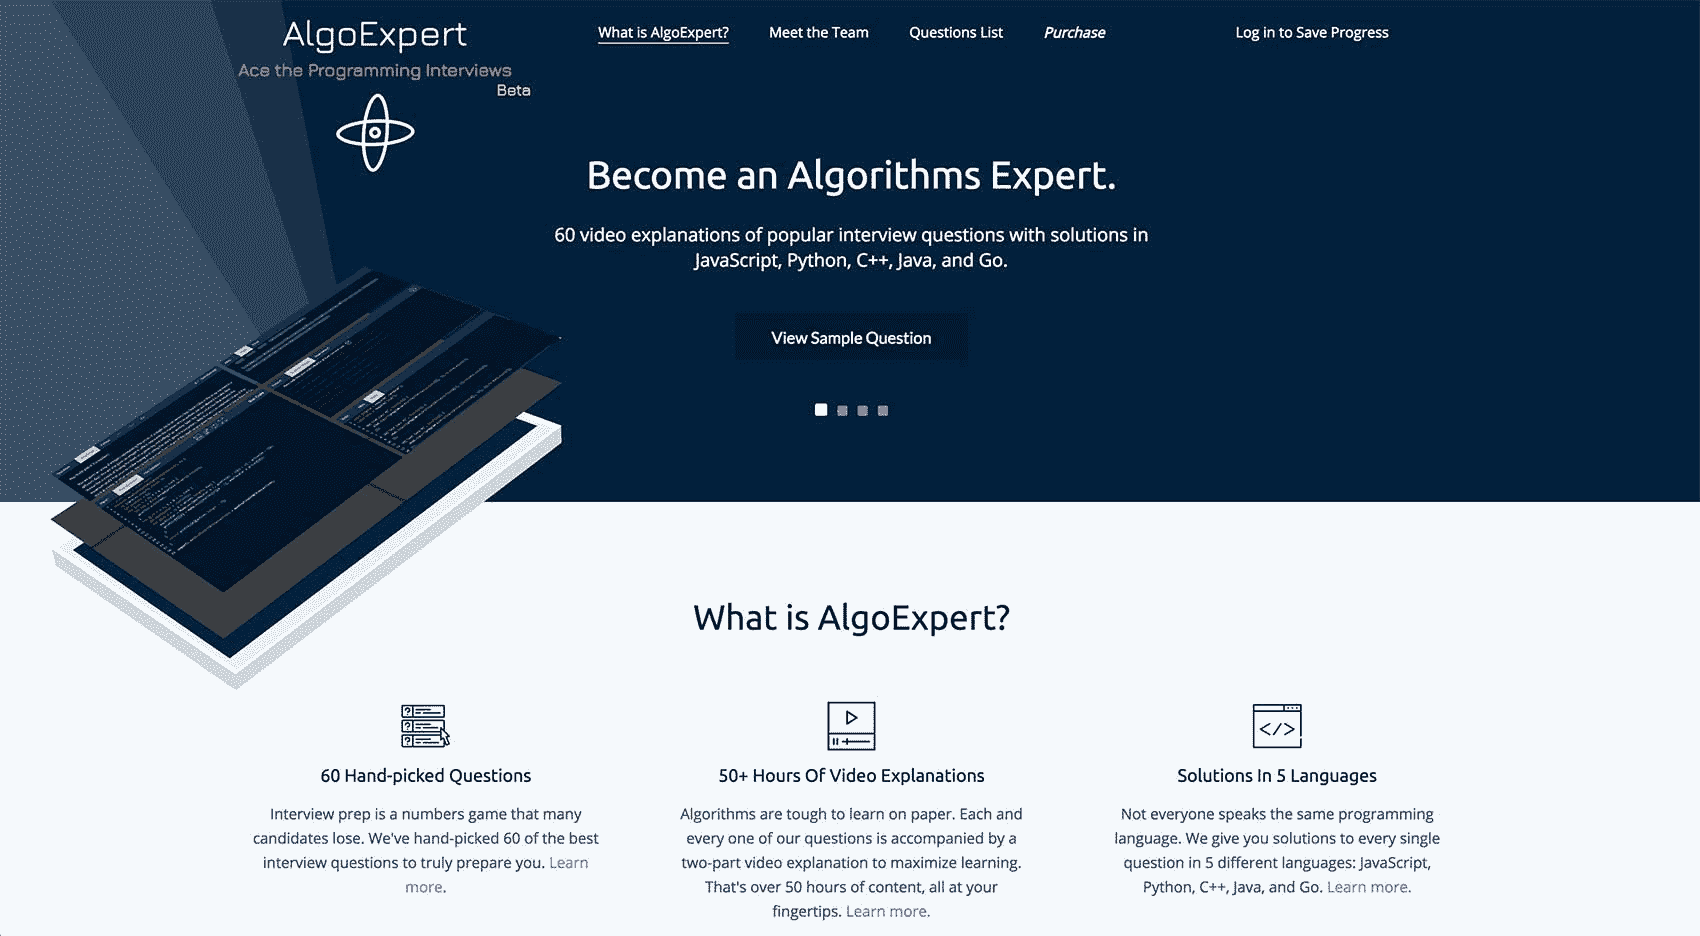 AlgoExpert
Ace the Programming Interviews
Beta
What is AlgoExpert?
Meet the Team
Questions List
Purchase
Log in to Save Progress
Become an Algorithms Expert.
60 video explanations of popular interview questions with solutions in
JavaScript, Python, C++, Java, and Go.
View Sample Question
What is AlgoExpert?
60 Hand-picked Questions
Interview prep is a numbers game that many
candidates lose. We've hand-picked 60 of the best
interview questions to truly prepare you. Learn
more.
50+ Hours Of Video Explanations
Algorithms are tough to learn on paper. Each and
every one of our questions is accompanied by a
two-part video explanation to maximize learning.
That's over 50 hours of content, all at your
fingertips. Learn more.
Solutions In 5 Languages
Not everyone speaks the same programming
language. We give you solutions to every single
question in 5 different languages: JavaScript,
Python, C++, Java, and Go. Learn more.